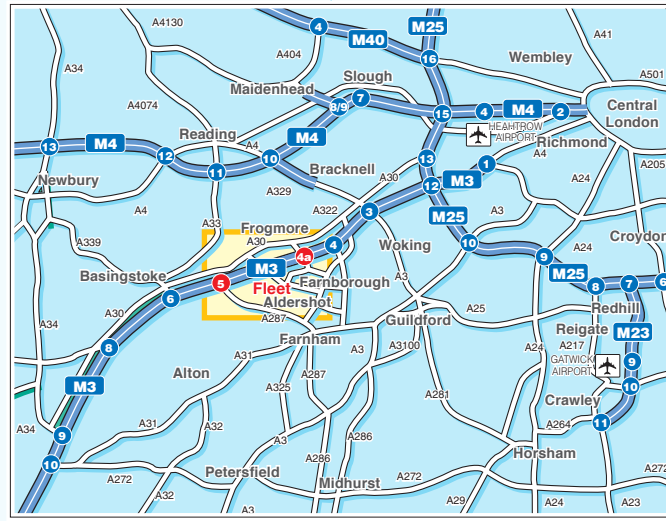 A4130
A404
4
M40
M25
A41
A34
16
Wembley
A501
Slough
Maidenhead
A4074
8/9
7
15
4
M4
2
Central
London
HEAHTROW
AIRPORT
Reading
M4
Richmond
13
M4
12
A4
10
11
13
1
A4
A205
Bracknell
A30
12
M3
A24
Newbury
A329
A4
A322
3
M25
A3
A33
Frogmore
A339
A30
4
Woking
10
9
A24
Croydo
4a
M3
Basingstoke
5
Fleet
Farnborough
A3
M25
8
7
6
6
Aldershot
A30
A287
Guildford
A25
Redhill
A34
Farnham
Reigate
M23
8
A31
A3
A3100
A24
A217
GATWICK
AIRPORT
9
M3
Alton
A325
A287
A281
10
Crawley
A31
A32
A34
9
A3
A286
A264
11
10
Horsham
A272
Petersfield
A286
A272
A272
Midhurst
A32
A3
A29
A24
A23